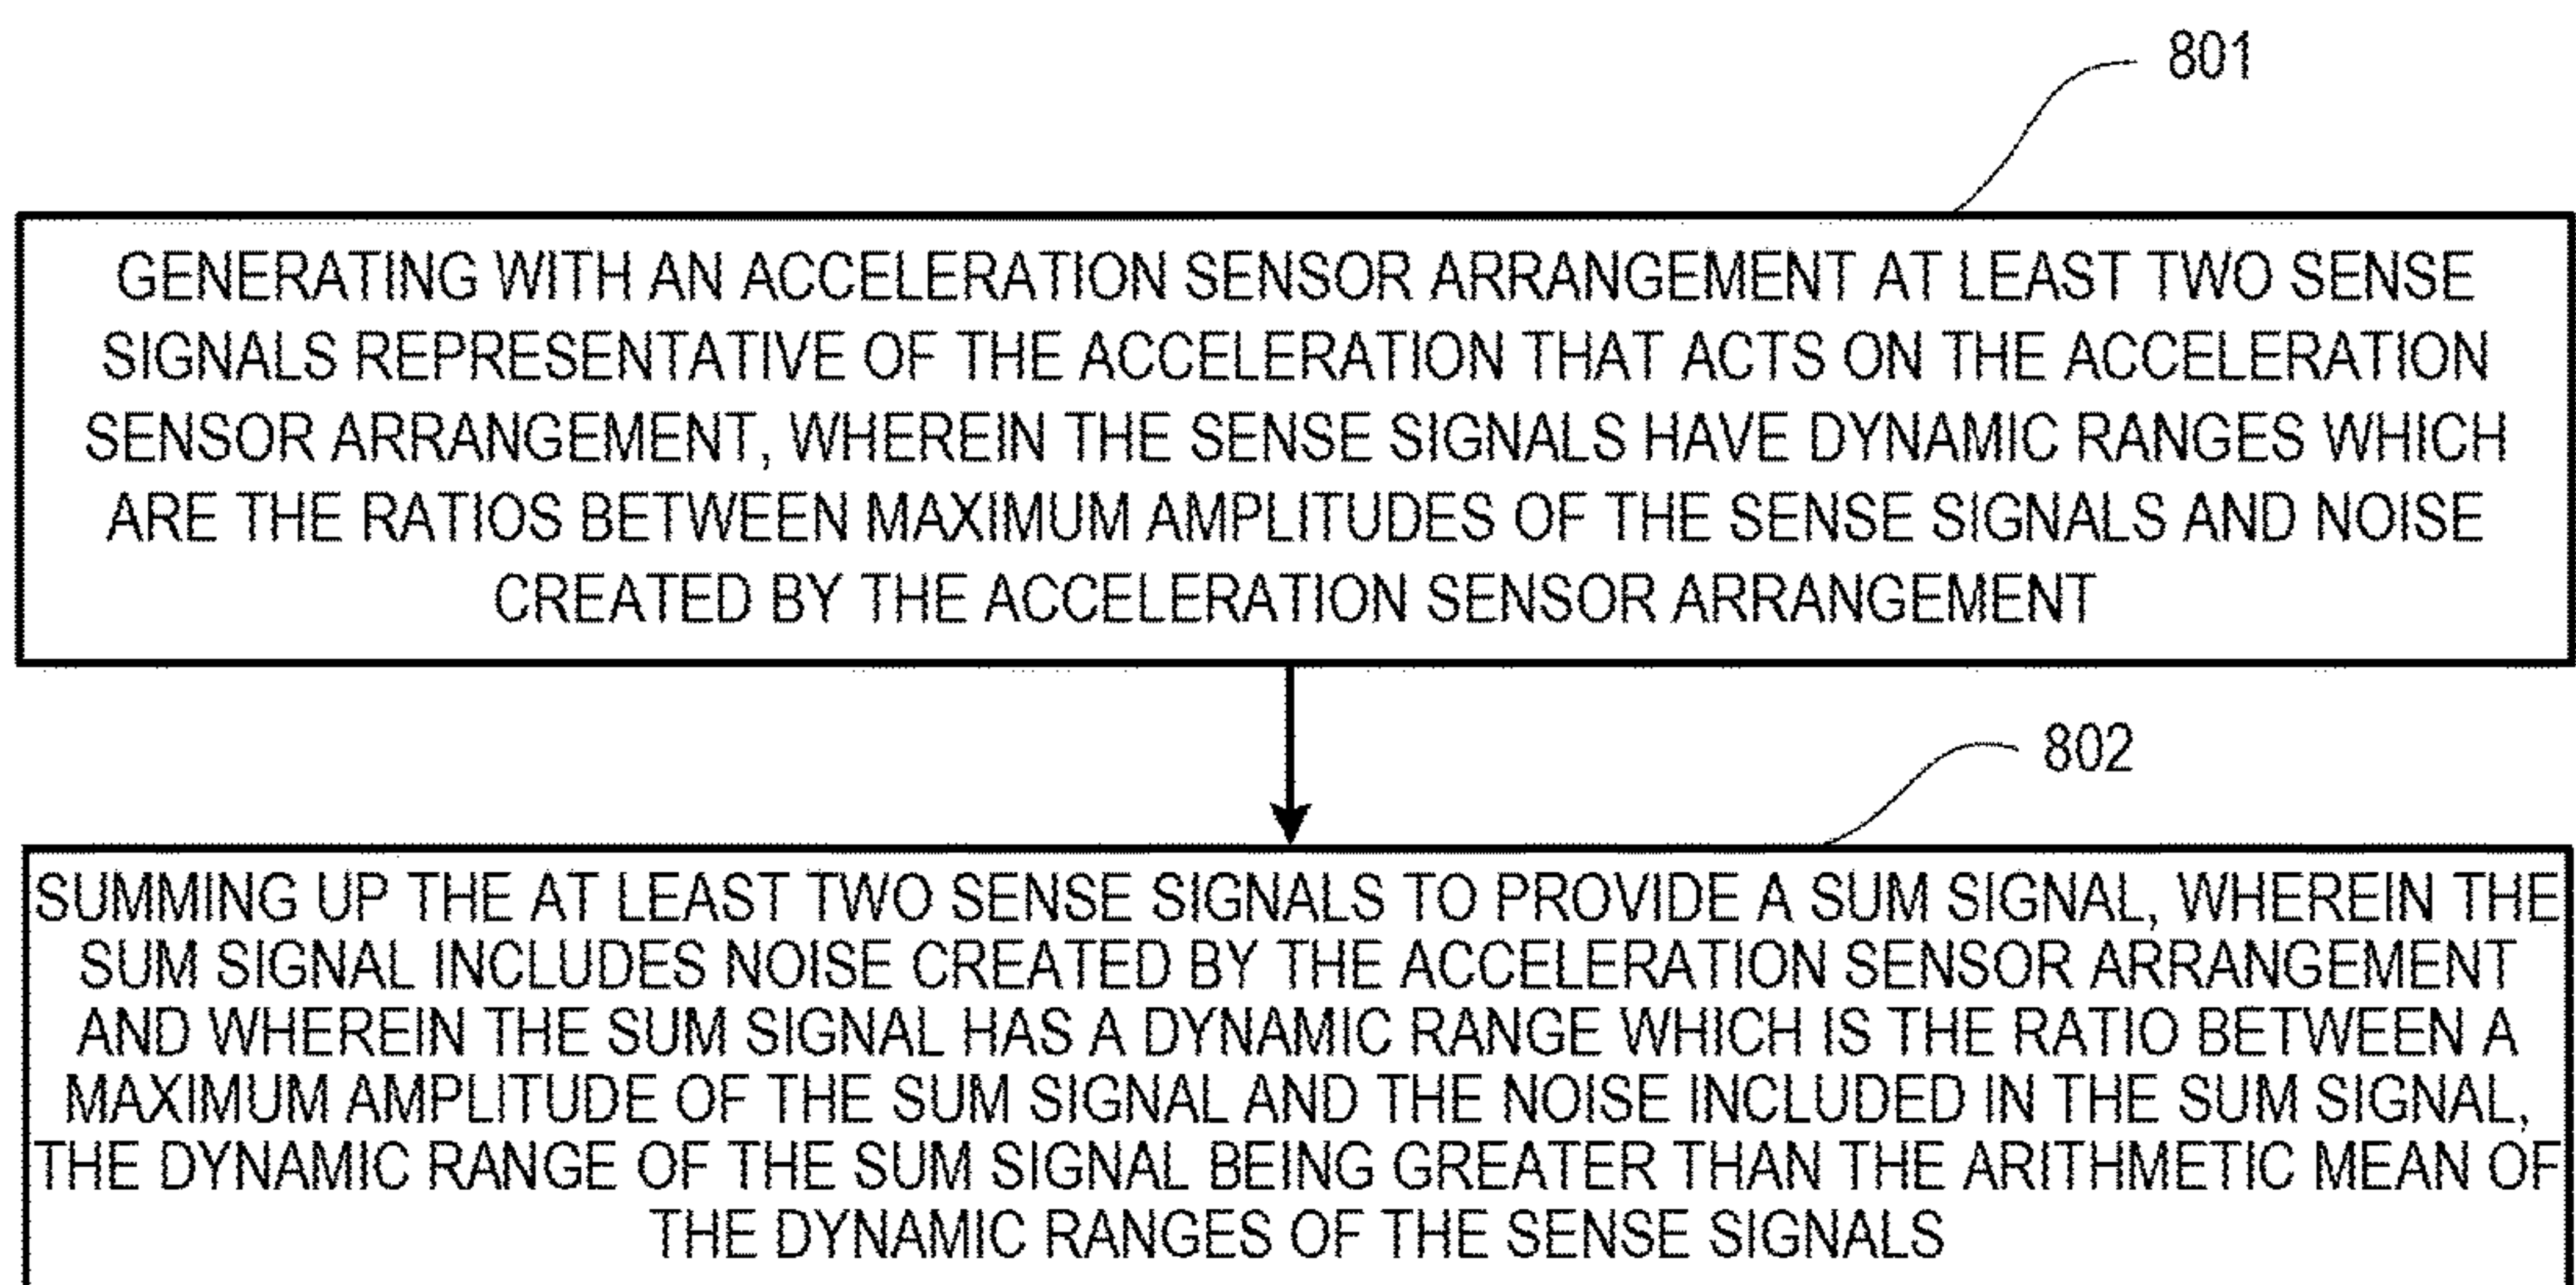 801
GENERATING WITH AN ACCELERATION SENSOR ARRANGEMENT AT LEAST TWO SENSE
SIGNALS REPRESENTATIVE OF THE ACCELERATION THAT ACTS ON THE ACCELERATION
SENSOR ARRANGEMENT, WHEREIN THE SENSE SIGNALS HAVE DYNAMIC RANGES WHICH
ARE THE RATIOS BETWEEN MAXIMUM AMPLITUDES OF THE SENSE SIGNALS AND NOISE
CREATED BY THE ACCELERATION SENSOR ARRANGEMENT
802
SUMMING UP THE AT LEAST TWO SENSE SIGNALS TO PROVIDE A SUM SIGNAL, WHEREIN THE
SUM SIGNAL INCLUDES NOISE CREATED BY THE ACCELERATION SENSOR ARRANGEMENT
AND WHEREIN THE SUM SIGNAL HAS A DYNAMIC RANGE WHICH IS THE RATIO BETWEEN A
MAXIMUM AMPLITUDE OF THE SUM SIGNAL AND THE NOISE INCLUDED IN THE SUM SIGNAL,
THE DYNAMIC RANGE OF THE SUM SIGNAL BEING GREATER THAN THE ARITHMETIC MEAN OF
THE DYNAMIC RANGES OF THE SENSE SIGNALS